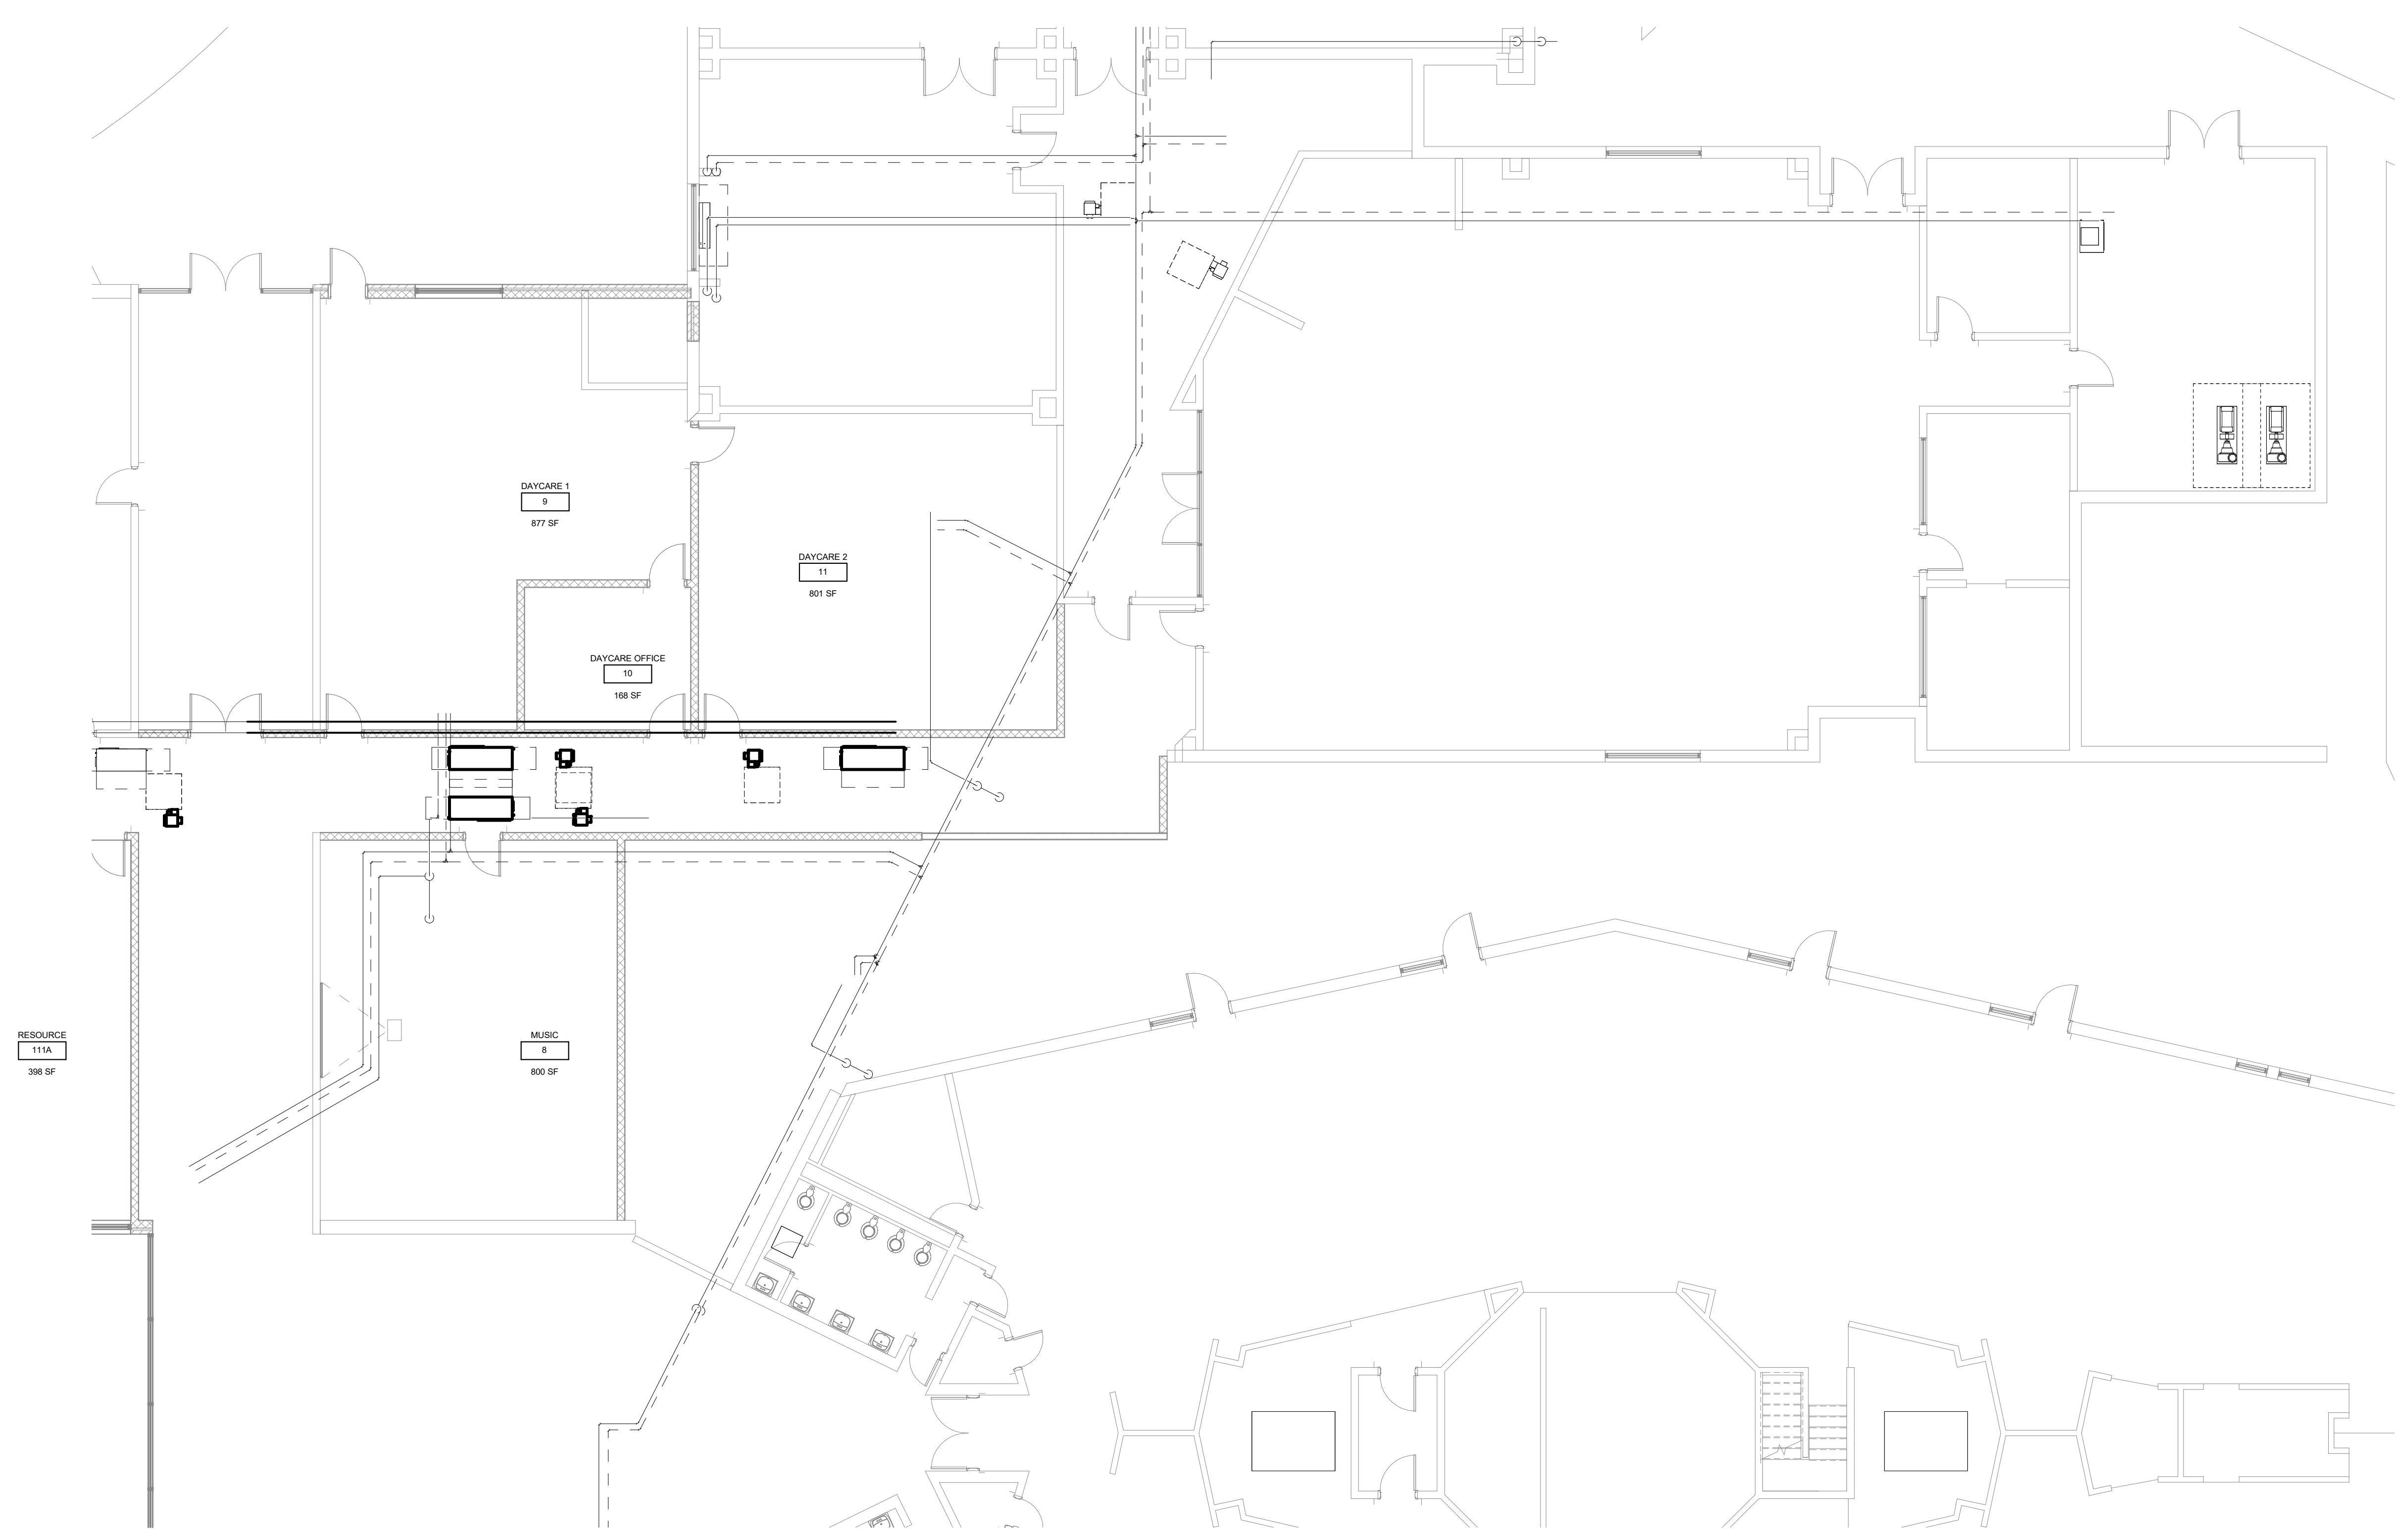 DAYCARE 1
9
877 SF
DAYCARE 2
11
801 SF
DAYCARE OFFICE
10
168 SF
RESOURCE
111A
398 SF
MUSIC
8
800 SF